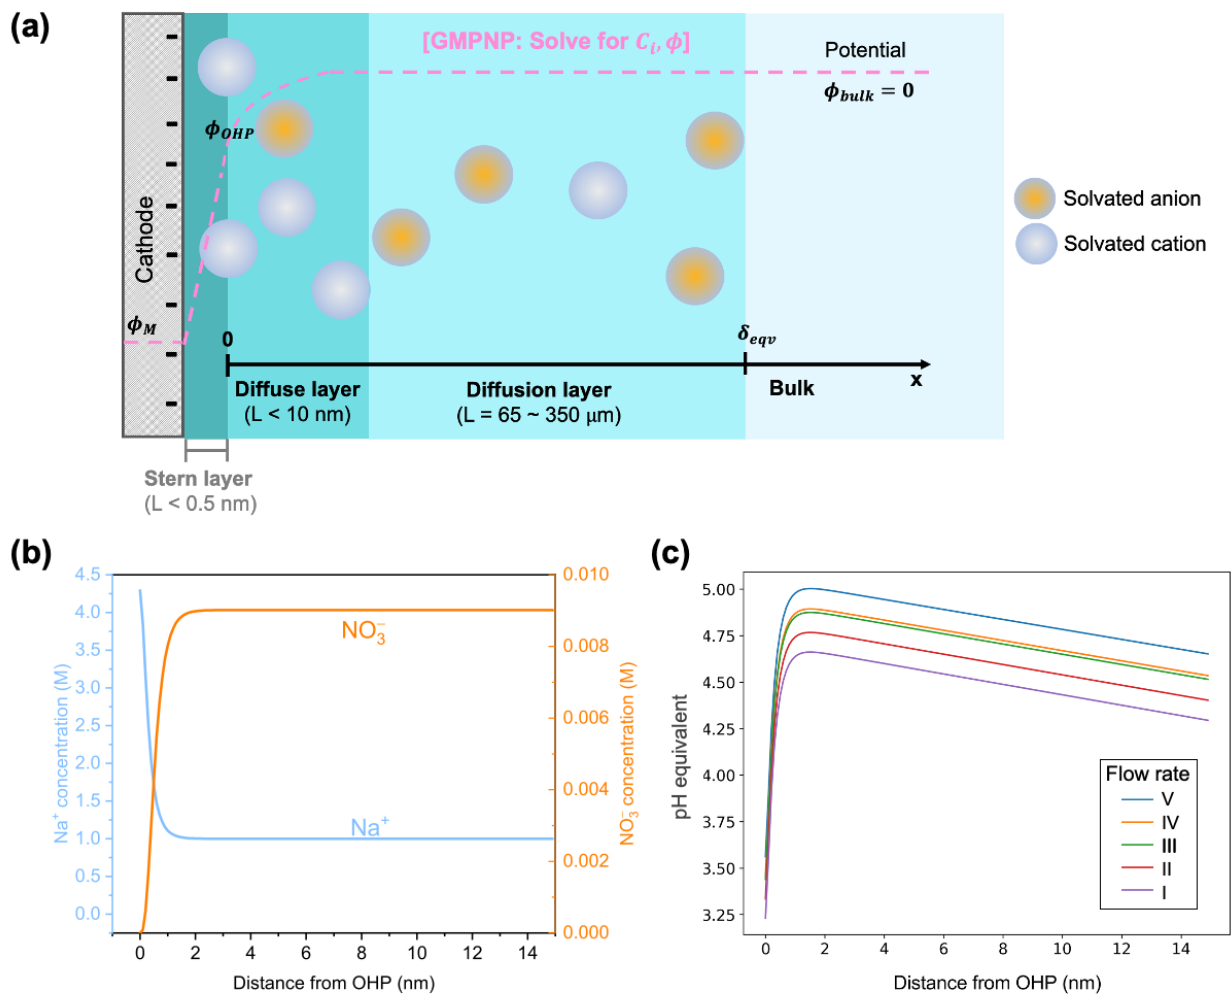 (a)
[GMPNP: Solve for C_i, ϕ]
Potential
ϕ_bulk = 0
ϕ_OHP
Cathode
ϕ_M
Solvated anion
Solvated cation
0
δ_eqv
x
Diffuse layer
(L < 10 nm)
Diffusion layer
(L = 65 ~ 350 μm)
Bulk
Stern layer
(L < 0.5 nm)
(b)
4.5
4.0
3.5
3.0
2.5
2.0
1.5
1.0
0.5
0.0
Na⁺ concentration (M)
NO₃⁻
Na⁺
0.010
0.008
0.006
0.004
0.002
0.000
NO₃⁻ concentration (M)
0 2 4 6 8 10 12 14
Distance from OHP (nm)
(c)
5.00
4.75
4.50
4.25
4.00
3.75
3.50
3.25
pH equivalent
Flow rate
V
IV
III
II
I
0 2 4 6 8 10 12 14
Distance from OHP (nm)